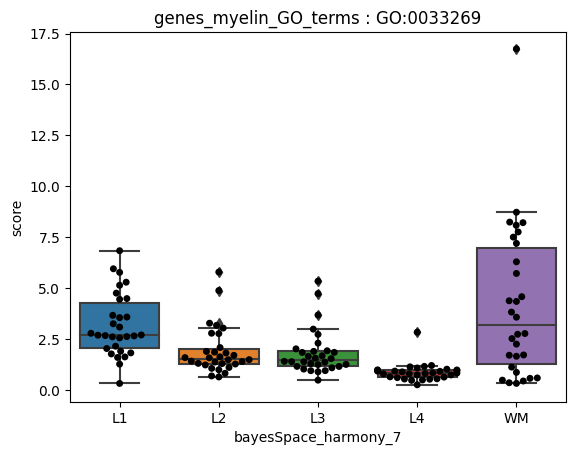 genes_myelin_GO_terms : GO:0033269
17.5
15.0
12.5
10.0
7.5
5.0
2.5
0.0
score
L1 L2 L3 L4 WM
bayesSpace_harmony_7